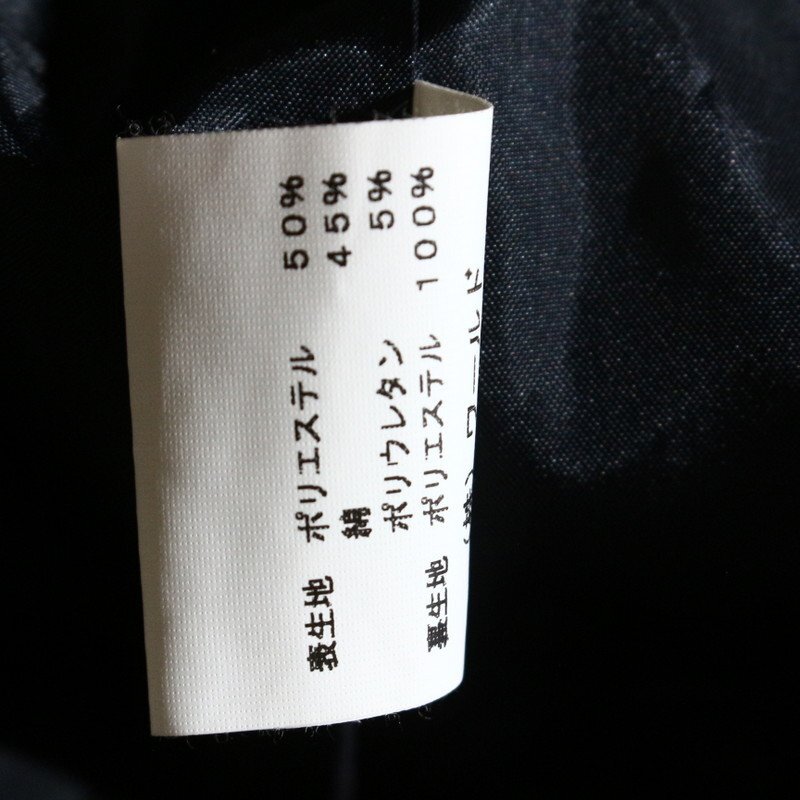 表生地 ポリエステル 50%
綿 45%
ポリウレタン 5%
裏生地 ポリエステル 100%
(株)ワールド